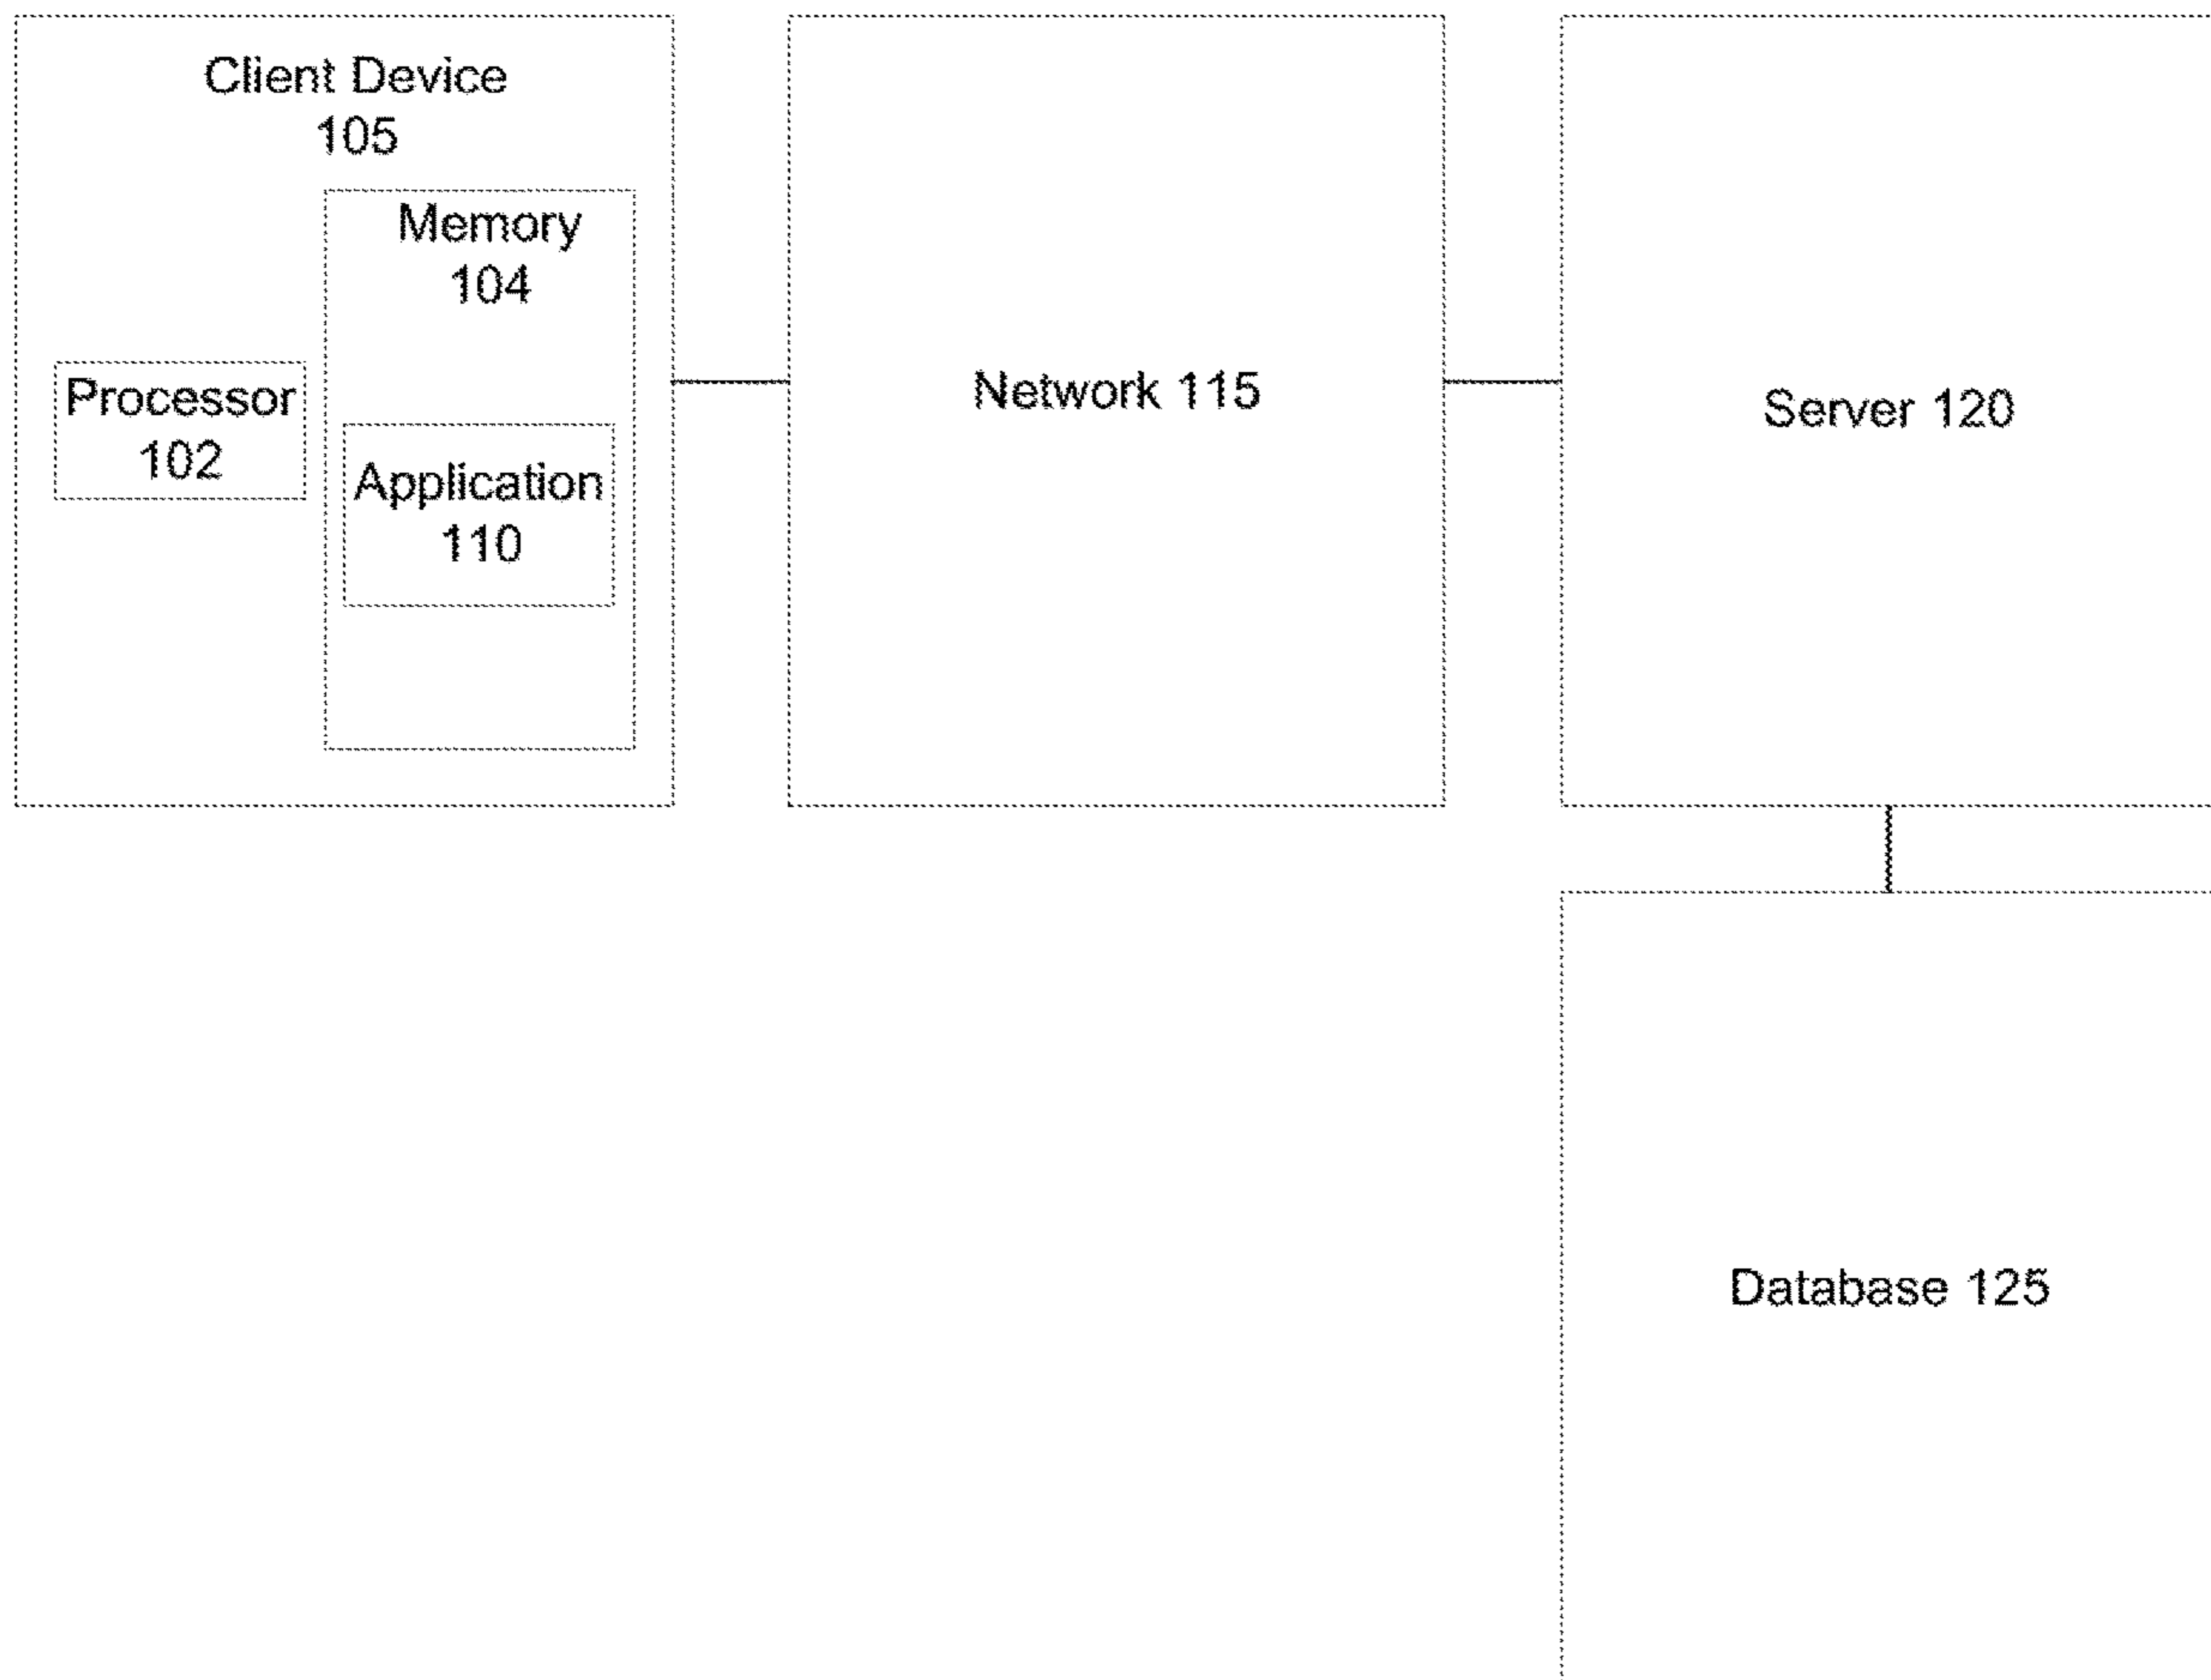 Client Device
105
Memory
104
Processor
102
Application
110
Network 115
Server 120
Database 125